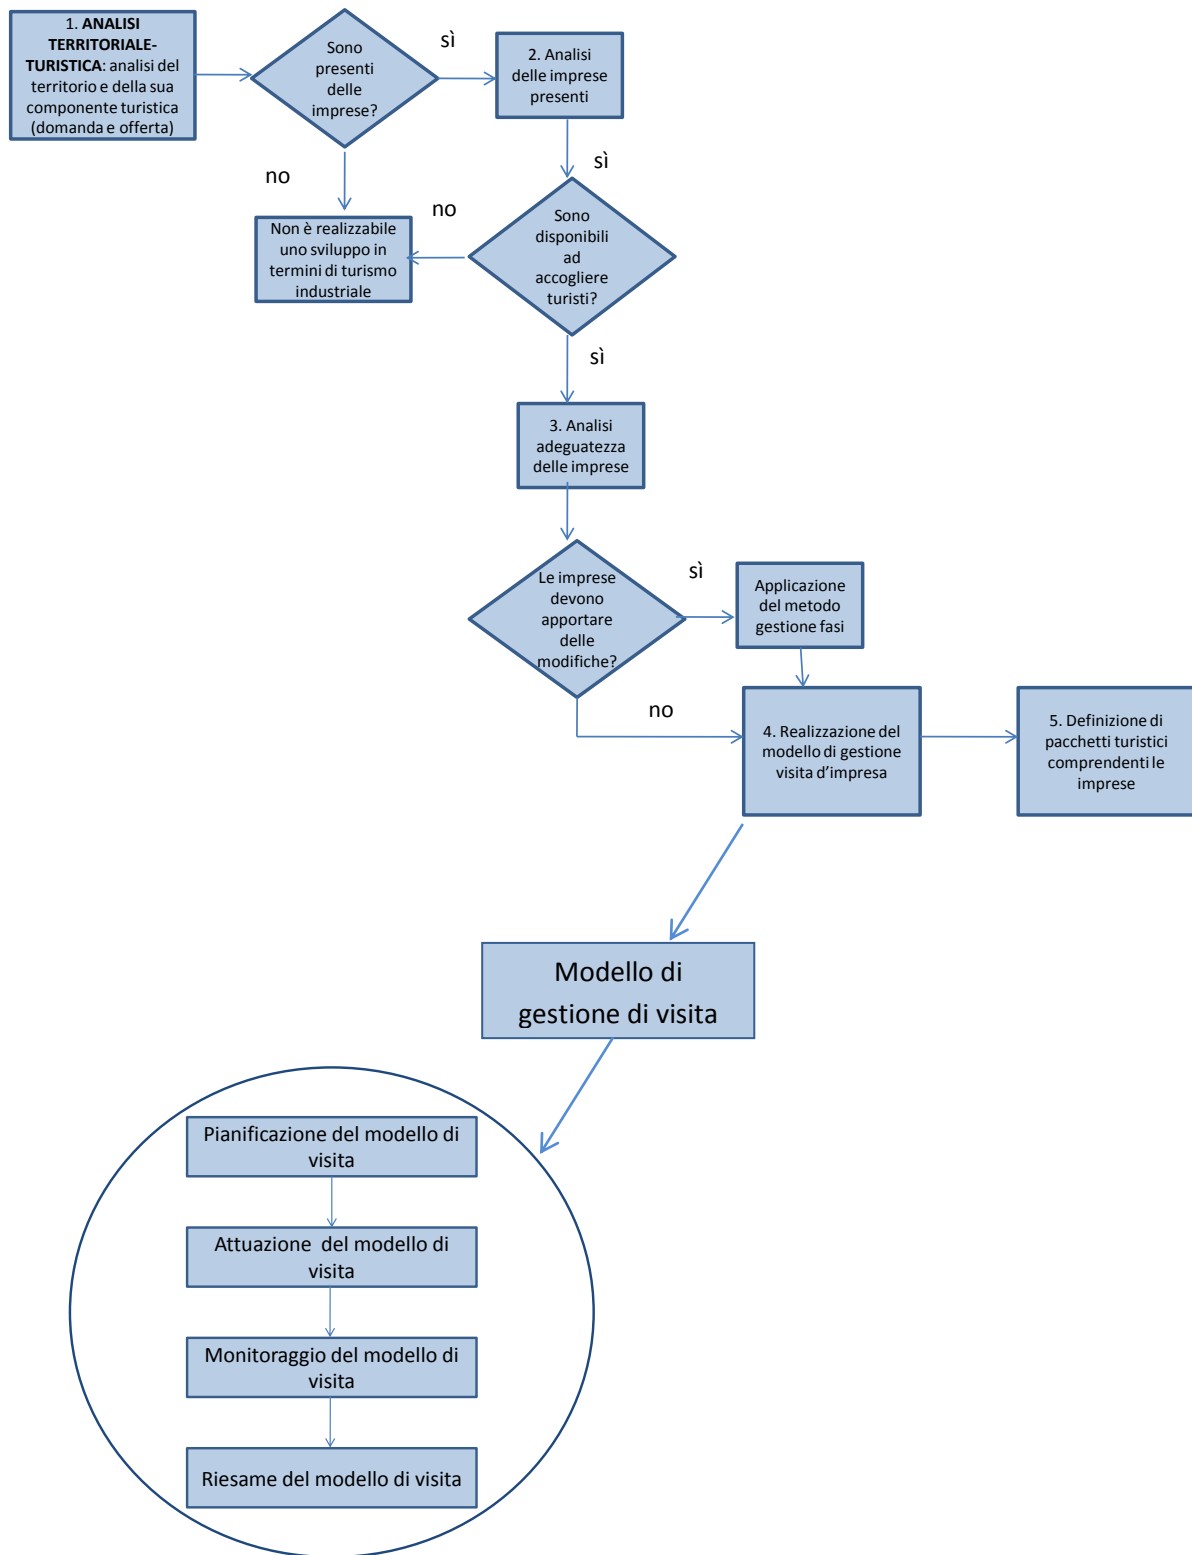 1. ANALISI
TERRITORIALE-
TURISTICA: analisi del
territorio e della sua
componente turistica
(domanda e offerta)
Sono
presenti
delle
imprese?
sì
2. Analisi
delle imprese
presenti
no
sì
Non è realizzabile
uno sviluppo in
termini di turismo
industriale
no
Sono
disponibili
ad
accogliere
turisti?
sì
3. Analisi
adeguatezza
delle imprese
Le imprese
devono
apportare
delle
modifiche?
sì
Applicazione
del metodo
gestione fasi
no
4. Realizzazione del
modello di gestione
visita d’impresa
5. Definizione di
pacchetti turistici
comprendenti le
imprese
Modello di
gestione di visita
Pianificazione del modello di
visita
Attuazione del modello di
visita
Monitoraggio del modello di
visita
Riesame del modello di visita